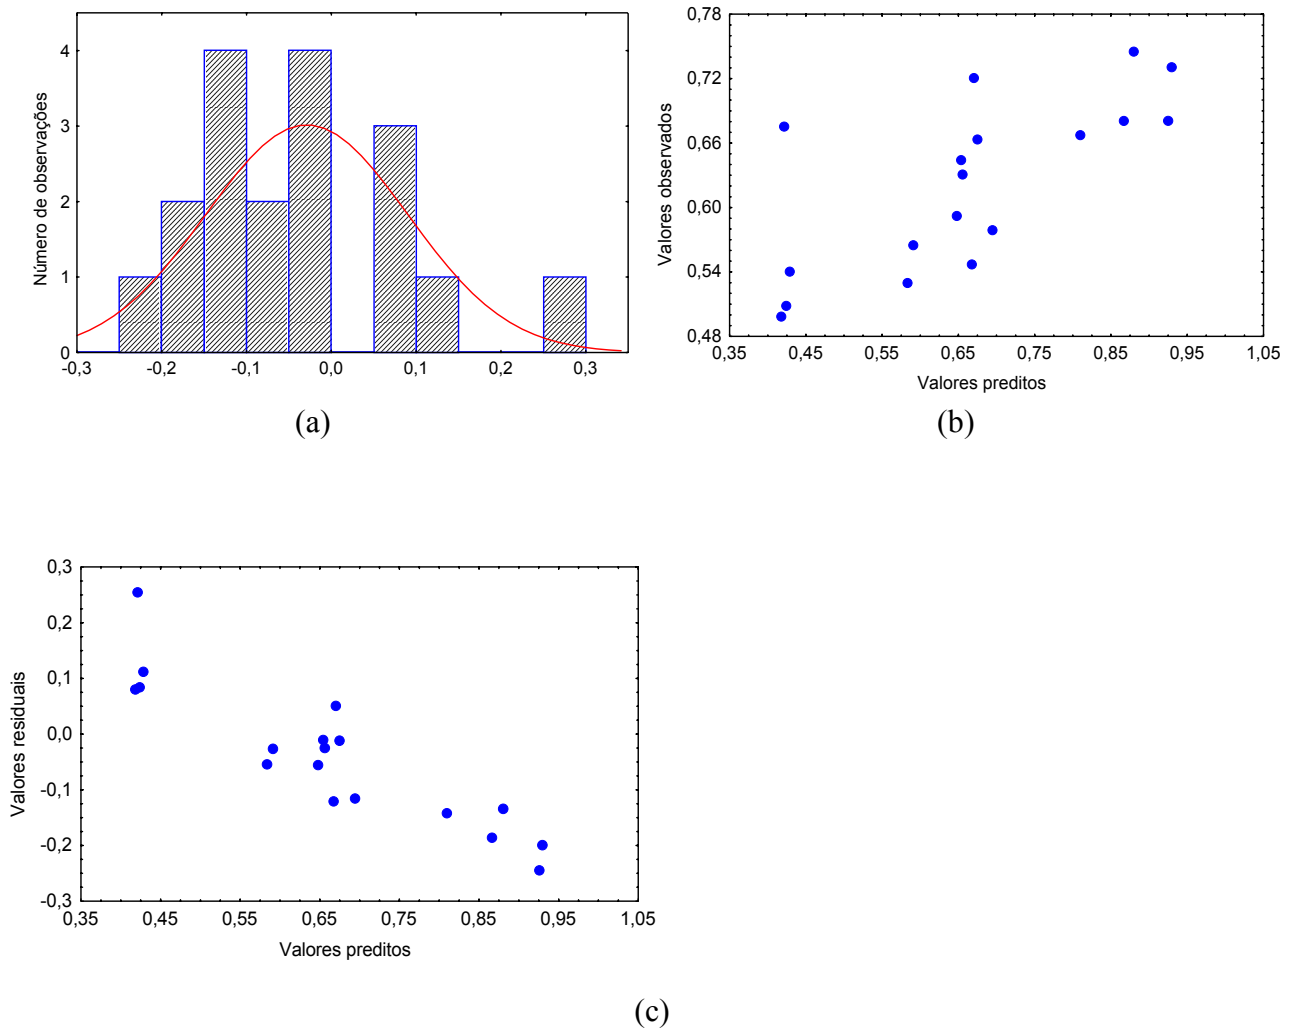 Número de observações
4
3
2
1
0
-0,3 -0,2 -0,1 0,0 0,1 0,2 0,3
(a)
Valores observados
0,78
0,72
0,66
0,60
0,54
0,48
0,35 0,45 0,55 0,65 0,75 0,85 0,95 1,05
Valores preditos
(b)
Valores residuais
0,3
0,2
0,1
0,0
-0,1
-0,2
-0,3
0,35 0,45 0,55 0,65 0,75 0,85 0,95 1,05
Valores preditos
(c)